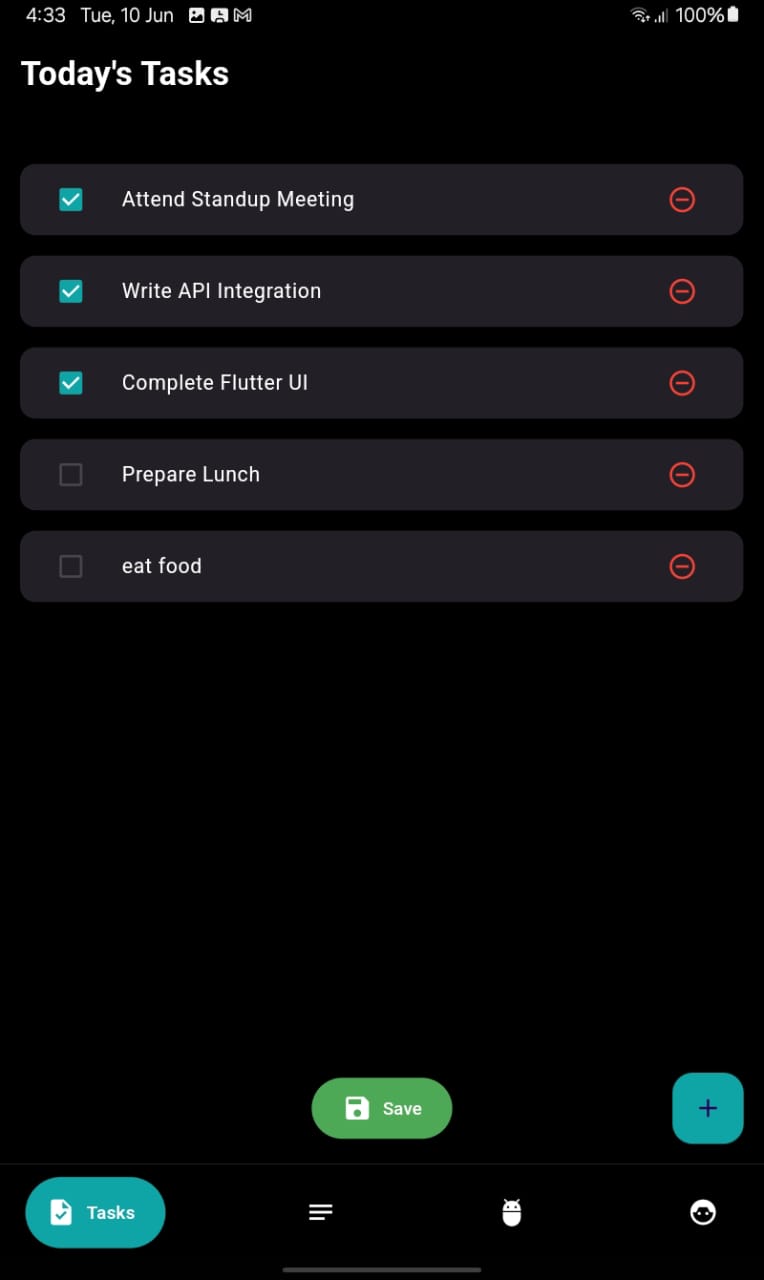 4:33 Tue, 10 Jun 100%
Today's Tasks
Attend Standup Meeting
Write API Integration
Complete Flutter UI
Prepare Lunch
eat food
Save
+
Tasks